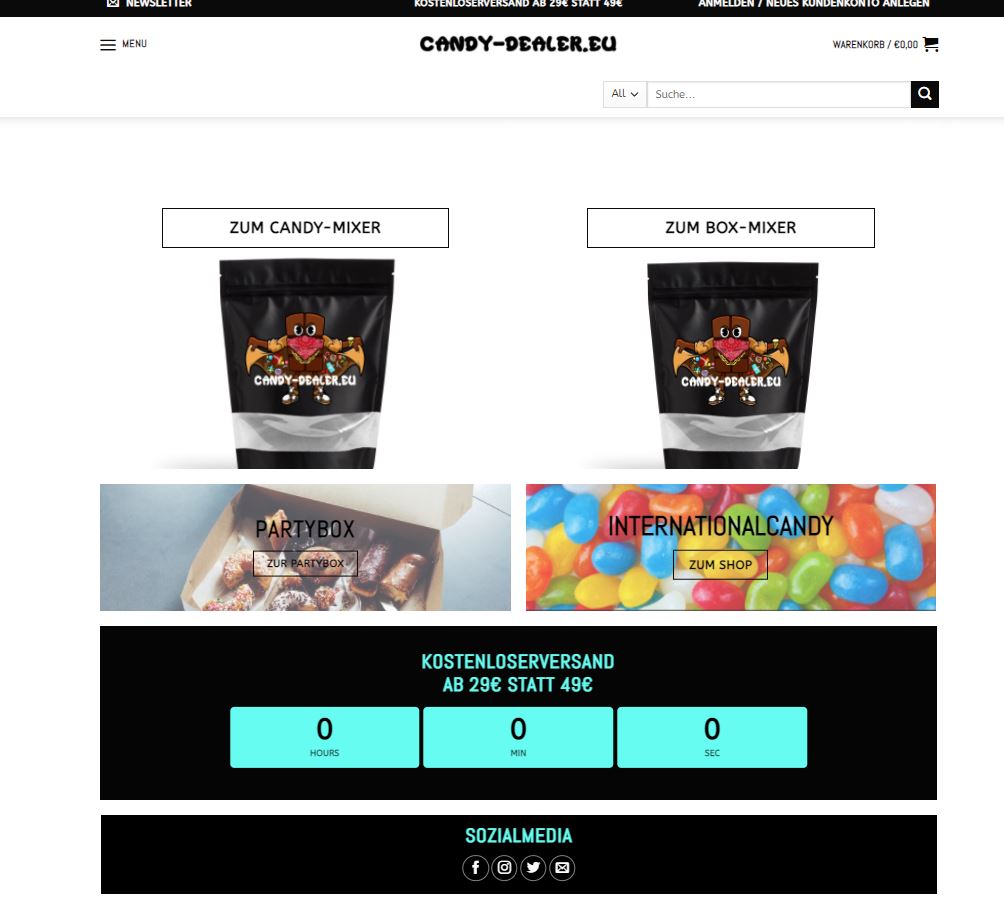 NEWSLETTER
KOSTENLOSERVERSAND AB 29€ STATT 49€
ANMELDEN / NEUES KUNDENKONTO ANLEGEN
MENU
CANDY-DEALER.EU
WARENKORB / €0,00
All
Suche...
ZUM CANDY-MIXER
ZUM BOX-MIXER
CANDY-DEALER.EU
CANDY-DEALER.EU
PARTYBOX
ZUR PARTYBOX
INTERNATIONALCANDY
ZUM SHOP
KOSTENLOSERVERSAND
AB 29€ STATT 49€
0
HOURS
0
MIN
0
SEC
SOZIALMEDIA